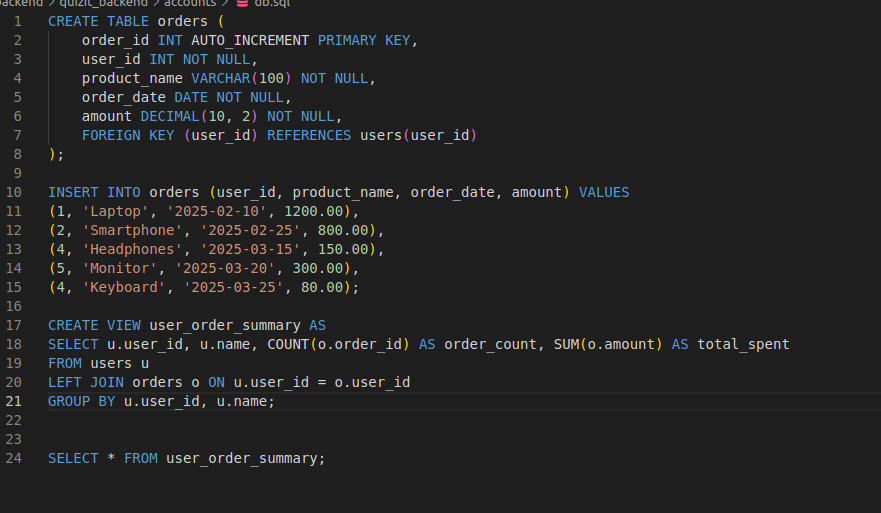 backend > quizit_backend > accounts > db.sql
1 CREATE TABLE orders (
2 order_id INT AUTO_INCREMENT PRIMARY KEY,
3 user_id INT NOT NULL,
4 product_name VARCHAR(100) NOT NULL,
5 order_date DATE NOT NULL,
6 amount DECIMAL(10, 2) NOT NULL,
7 FOREIGN KEY (user_id) REFERENCES users(user_id)
8 );
9
10 INSERT INTO orders (user_id, product_name, order_date, amount) VALUES
11 (1, 'Laptop', '2025-02-10', 1200.00),
12 (2, 'Smartphone', '2025-02-25', 800.00),
13 (4, 'Headphones', '2025-03-15', 150.00),
14 (5, 'Monitor', '2025-03-20', 300.00),
15 (4, 'Keyboard', '2025-03-25', 80.00);
16
17 CREATE VIEW user_order_summary AS
18 SELECT u.user_id, u.name, COUNT(o.order_id) AS order_count, SUM(o.amount) AS total_spent
19 FROM users u
20 LEFT JOIN orders o ON u.user_id = o.user_id
21 GROUP BY u.user_id, u.name;
22
23
24 SELECT * FROM user_order_summary;